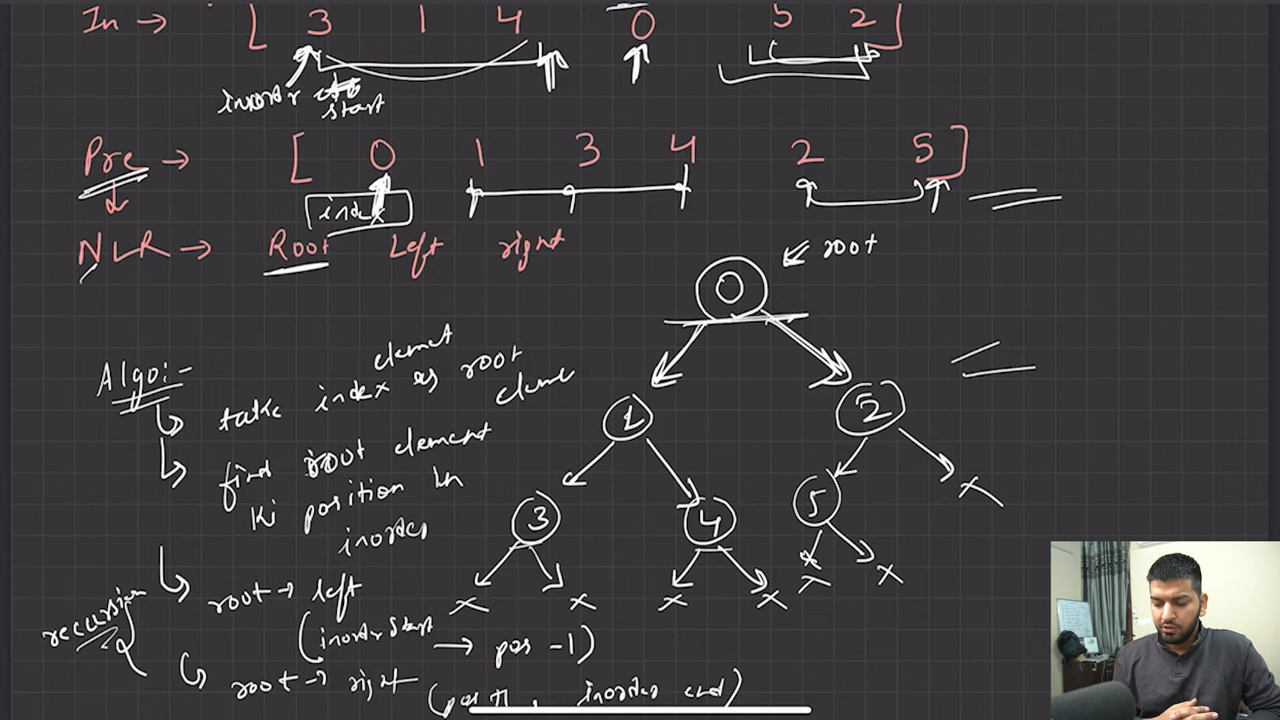 In → [ 3 1 4 0 5 2 ]
inorder start
Pre → [ 0 1 3 4 2 5 ]
index
NLR → Root Left right
root
0
Algo:-
take index element as root
element
find root element
ki position in
inorder
1 2
3 4 5
x x x x x x x
recursion
root → left
(inorder start → pos -1)
root → right (pos+1, inorder end)